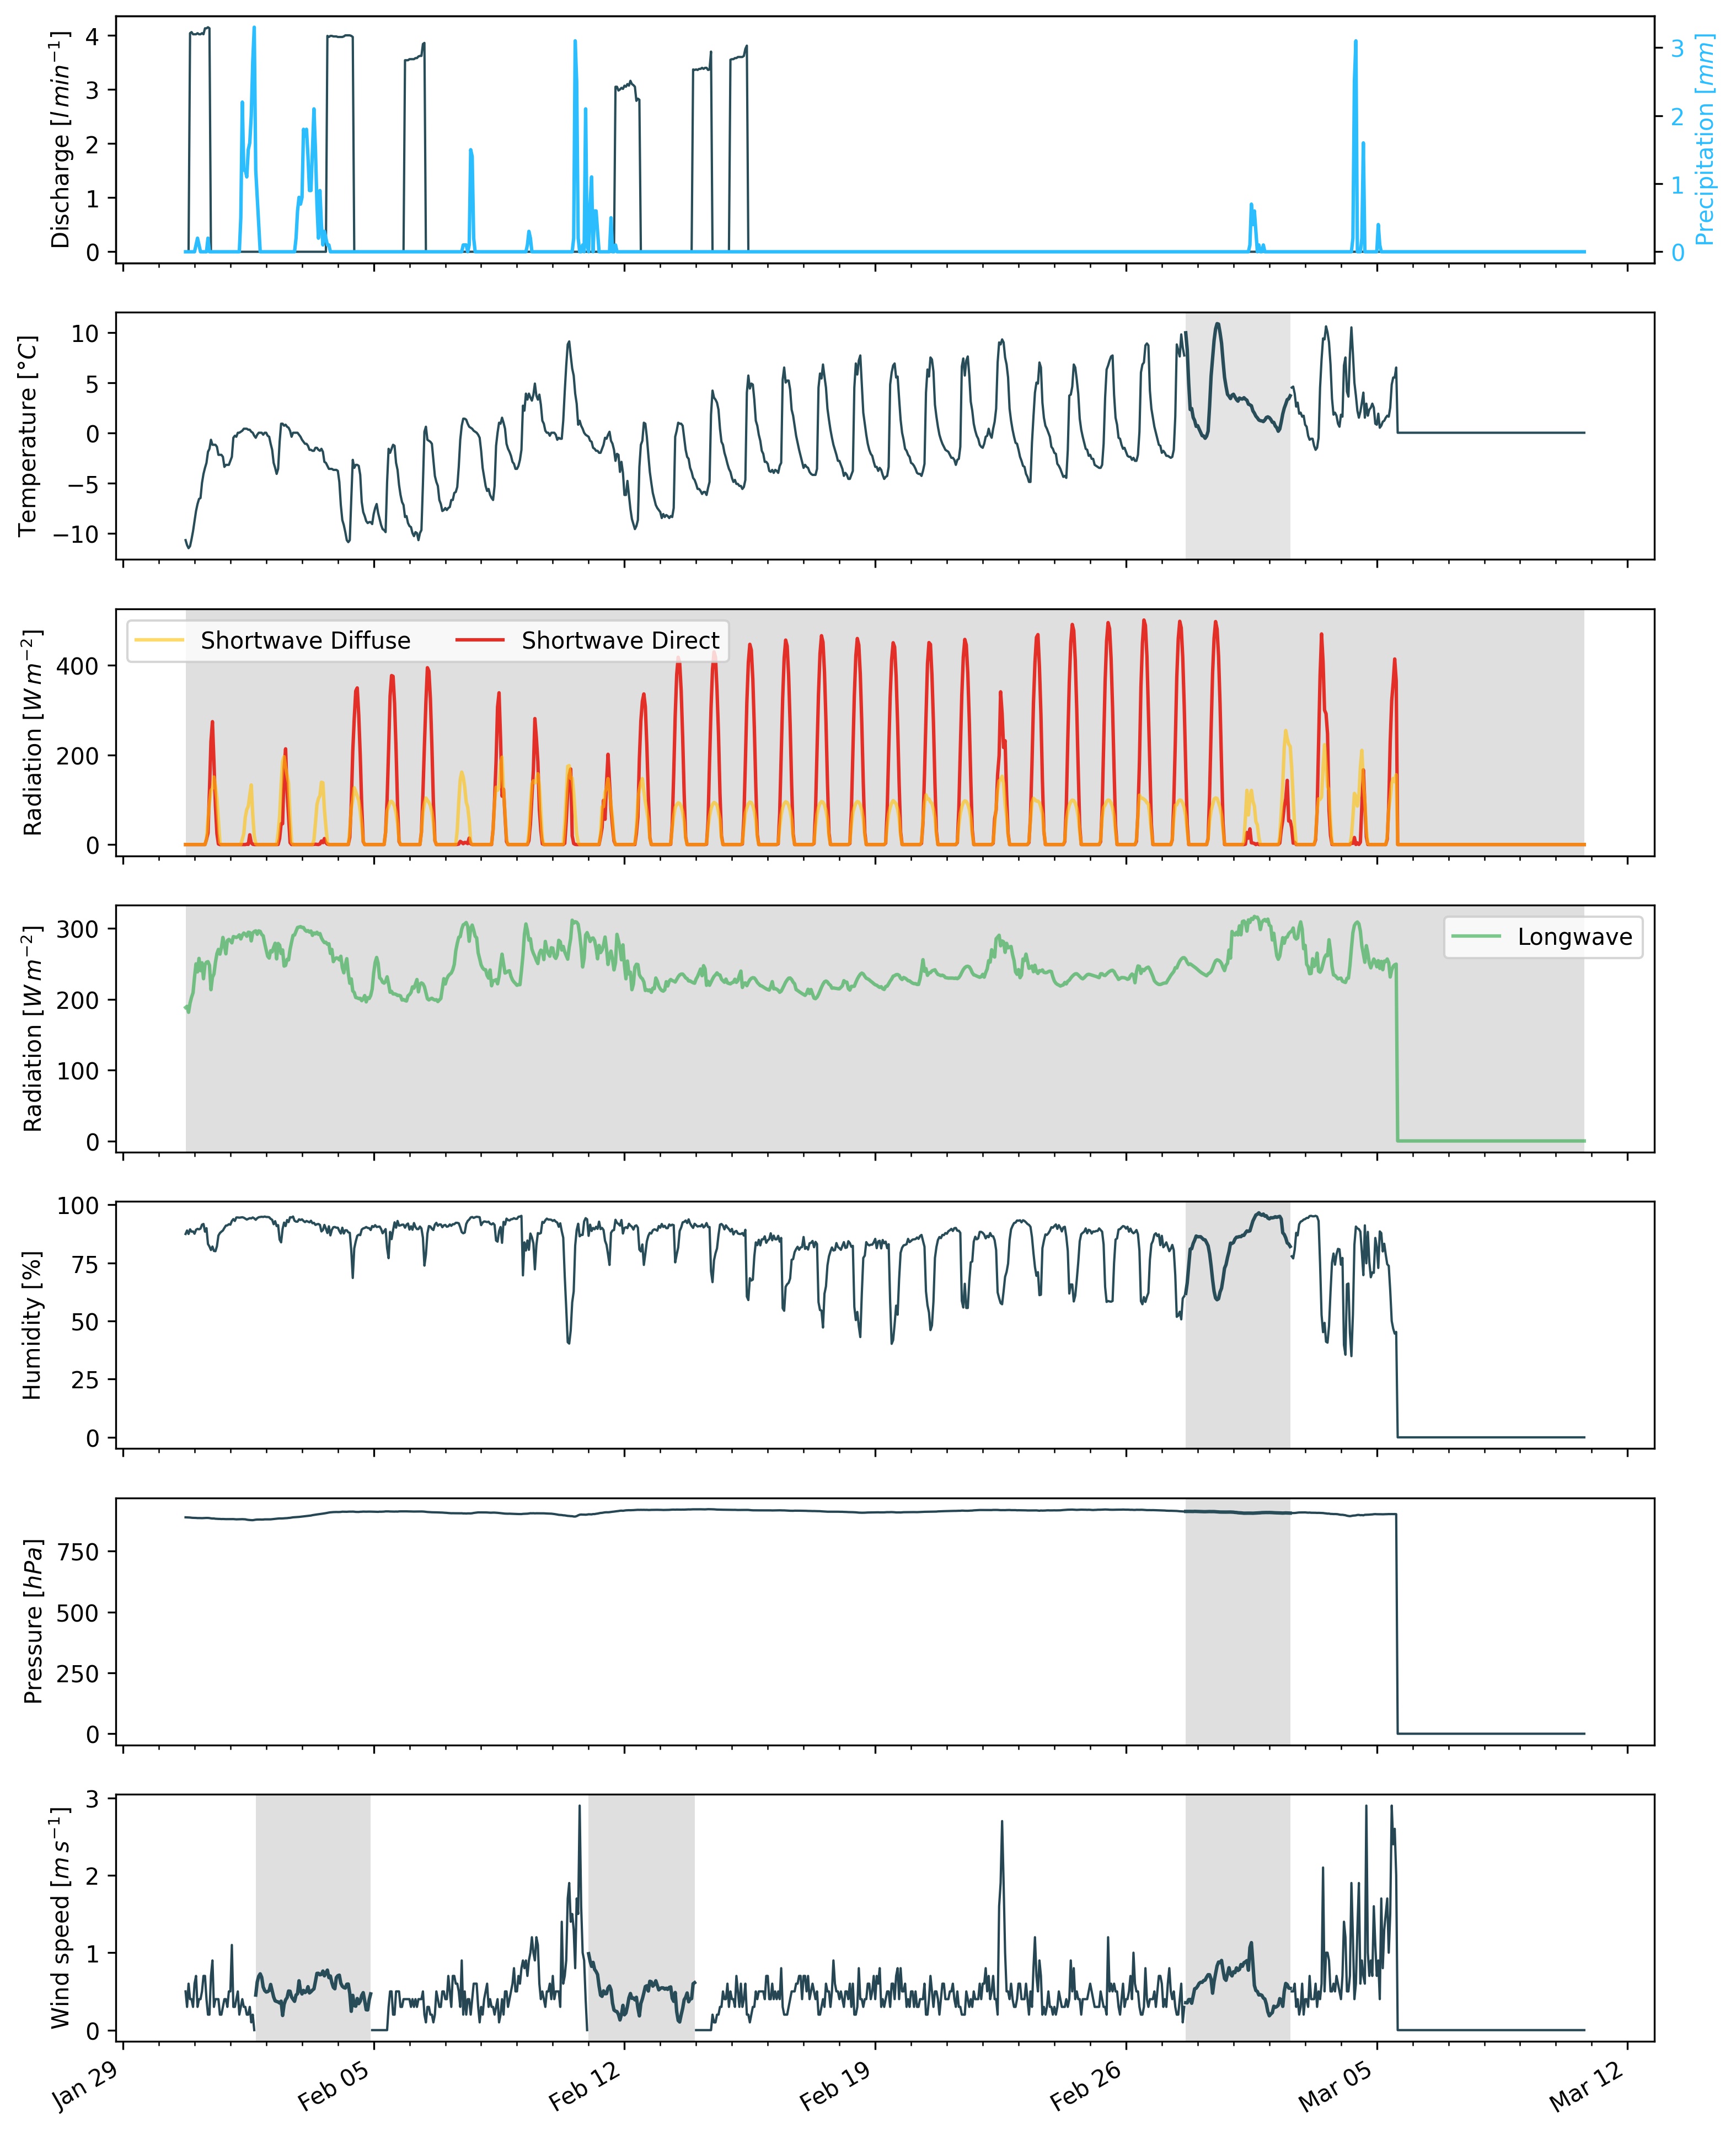 Discharge [l min⁻¹]
4
3
2
1
0
3
2
1
0
Precipitation [mm]
Temperature [°C]
10
5
0
−5
−10
Radiation [W m⁻²]
400
200
0
Shortwave Diffuse
Shortwave Direct
Radiation [W m⁻²]
300
200
100
0
Longwave
Humidity [%]
100
75
50
25
0
Pressure [hPa]
750
500
250
0
Wind speed [m s⁻¹]
3
2
1
0
Jan 29
Feb 05
Feb 12
Feb 19
Feb 26
Mar 05
Mar 12